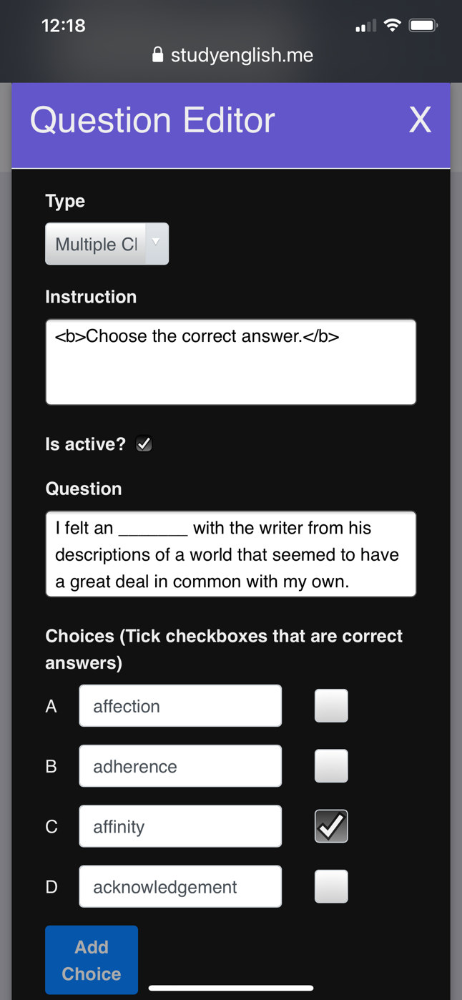 12:18
studyenglish.me
Question Editor X
Type
Multiple Cl
Instruction
<b>Choose the correct answer.</b>
Is active?
Question
I felt an _______ with the writer from his
descriptions of a world that seemed to have
a great deal in common with my own.
Choices (Tick checkboxes that are correct
answers)
A affection
B adherence
C affinity
D acknowledgement
Add
Choice